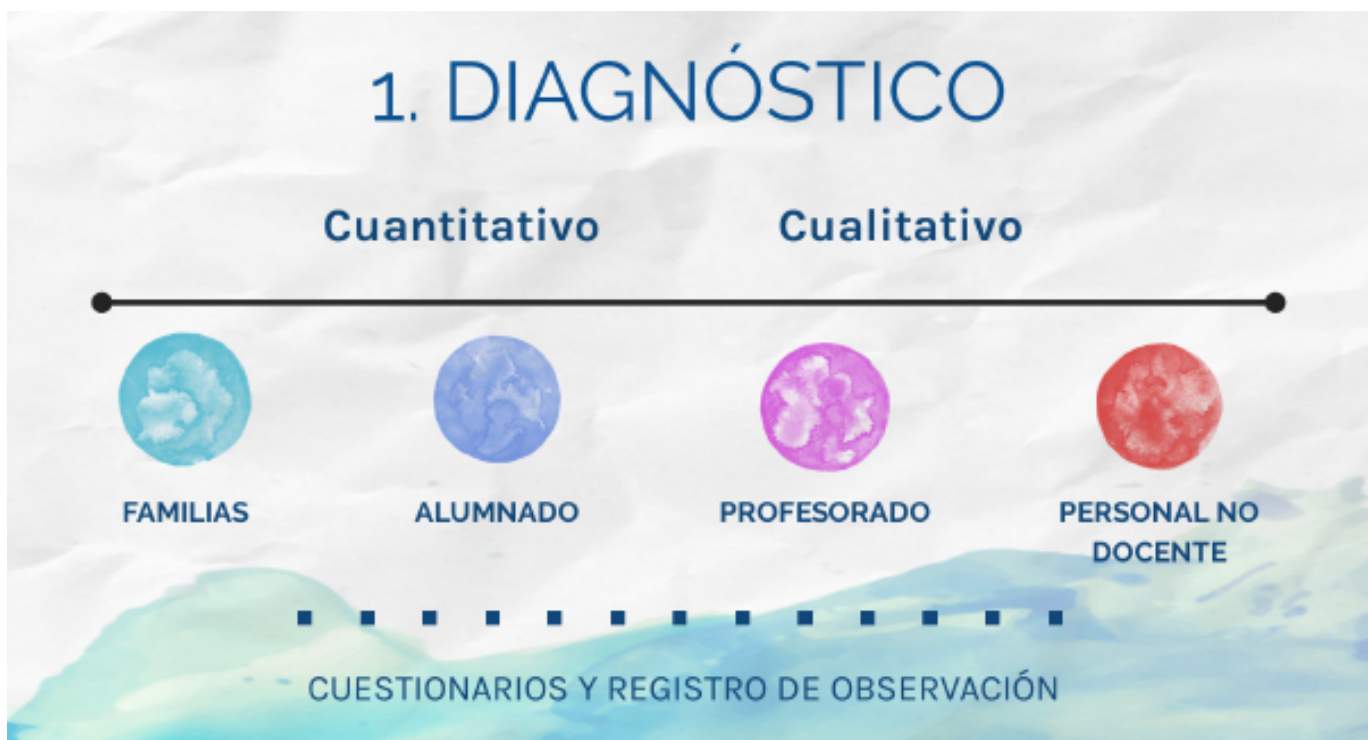 1. DIAGNÓSTICO
Cuantitativo
Cualitativo
FAMILIAS
ALUMNADO
PROFESORADO
PERSONAL NO
DOCENTE
CUESTIONARIOS Y REGISTRO DE OBSERVACIÓN